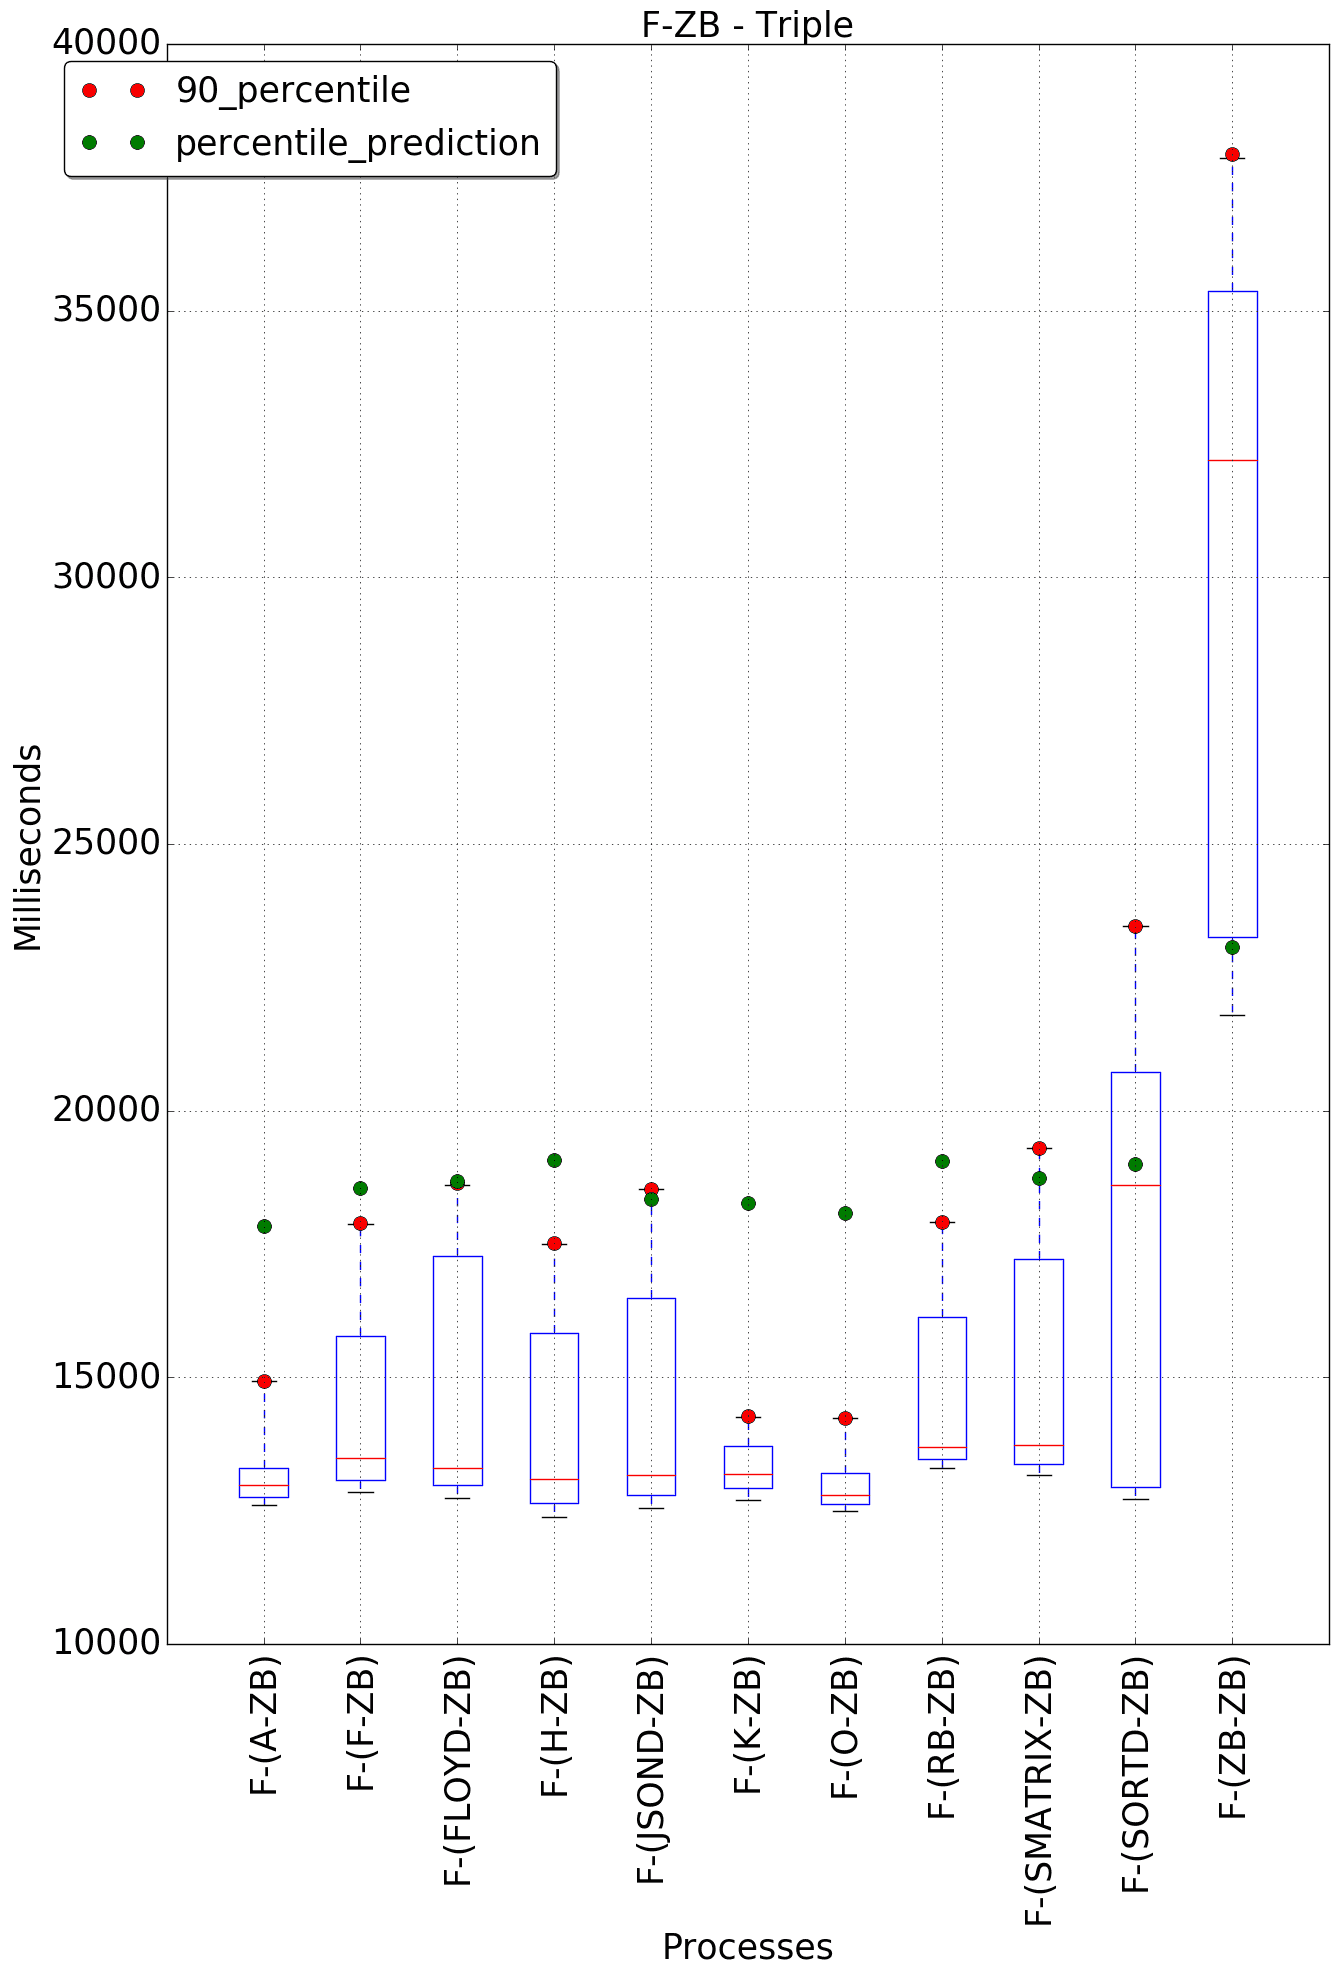 F-ZB - Triple
40000
90_percentile
percentile_prediction
35000
30000
25000
20000
15000
10000
Milliseconds
F-(A-ZB)
F-(F-ZB)
F-(FLOYD-ZB)
F-(H-ZB)
F-(JSOND-ZB)
F-(K-ZB)
F-(O-ZB)
F-(RB-ZB)
F-(SMATRIX-ZB)
F-(SORTD-ZB)
F-(ZB-ZB)
Processes